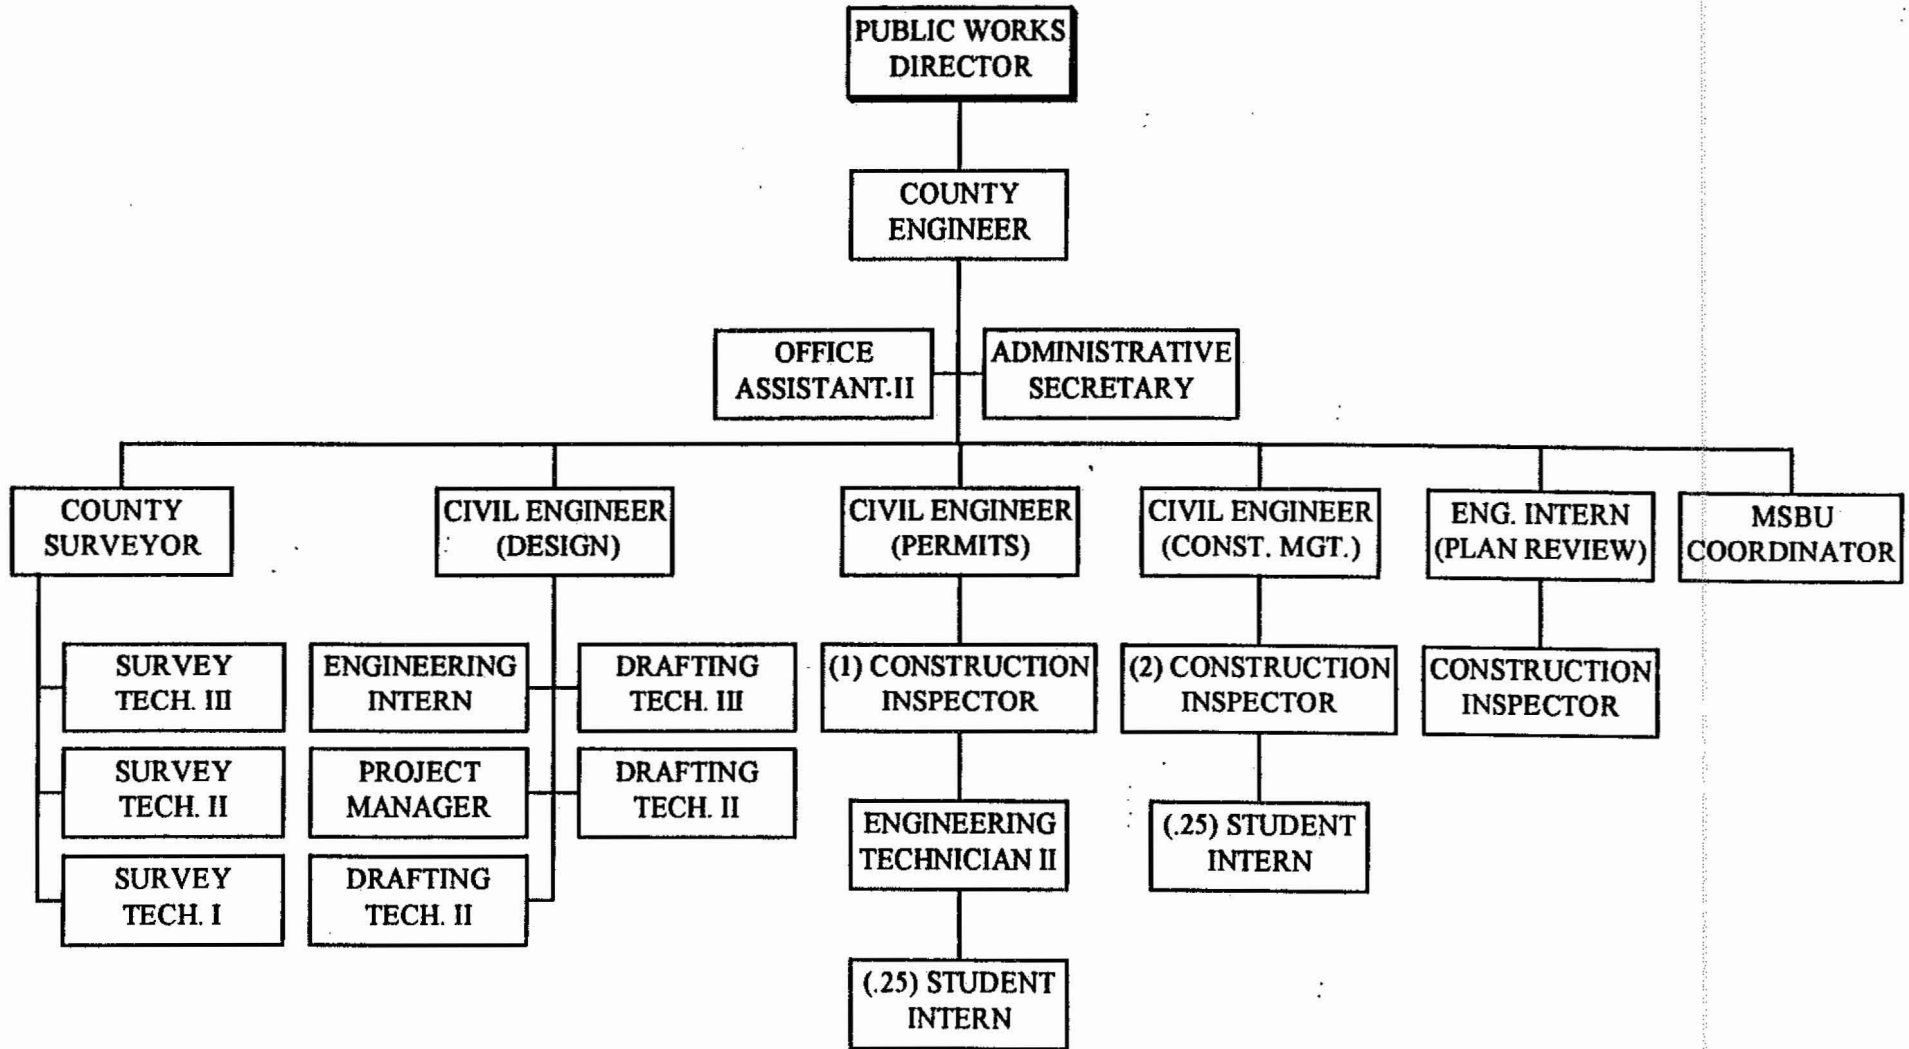 PUBLIC WORKS
DIRECTOR
COUNTY
ENGINEER
OFFICE
ASSISTANT.II
ADMINISTRATIVE
SECRETARY
COUNTY
SURVEYOR
CIVIL ENGINEER
(DESIGN)
CIVIL ENGINEER
(PERMITS)
CIVIL ENGINEER
(CONST. MGT.)
ENG. INTERN
(PLAN REVIEW)
MSBU
COORDINATOR
SURVEY
TECH. III
ENGINEERING
INTERN
DRAFTING
TECH. III
(1) CONSTRUCTION
INSPECTOR
(2) CONSTRUCTION
INSPECTOR
CONSTRUCTION
INSPECTOR
SURVEY
TECH. II
PROJECT
MANAGER
DRAFTING
TECH. II
ENGINEERING
TECHNICIAN II
(.25) STUDENT
INTERN
SURVEY
TECH. I
DRAFTING
TECH. II
(.25) STUDENT
INTERN